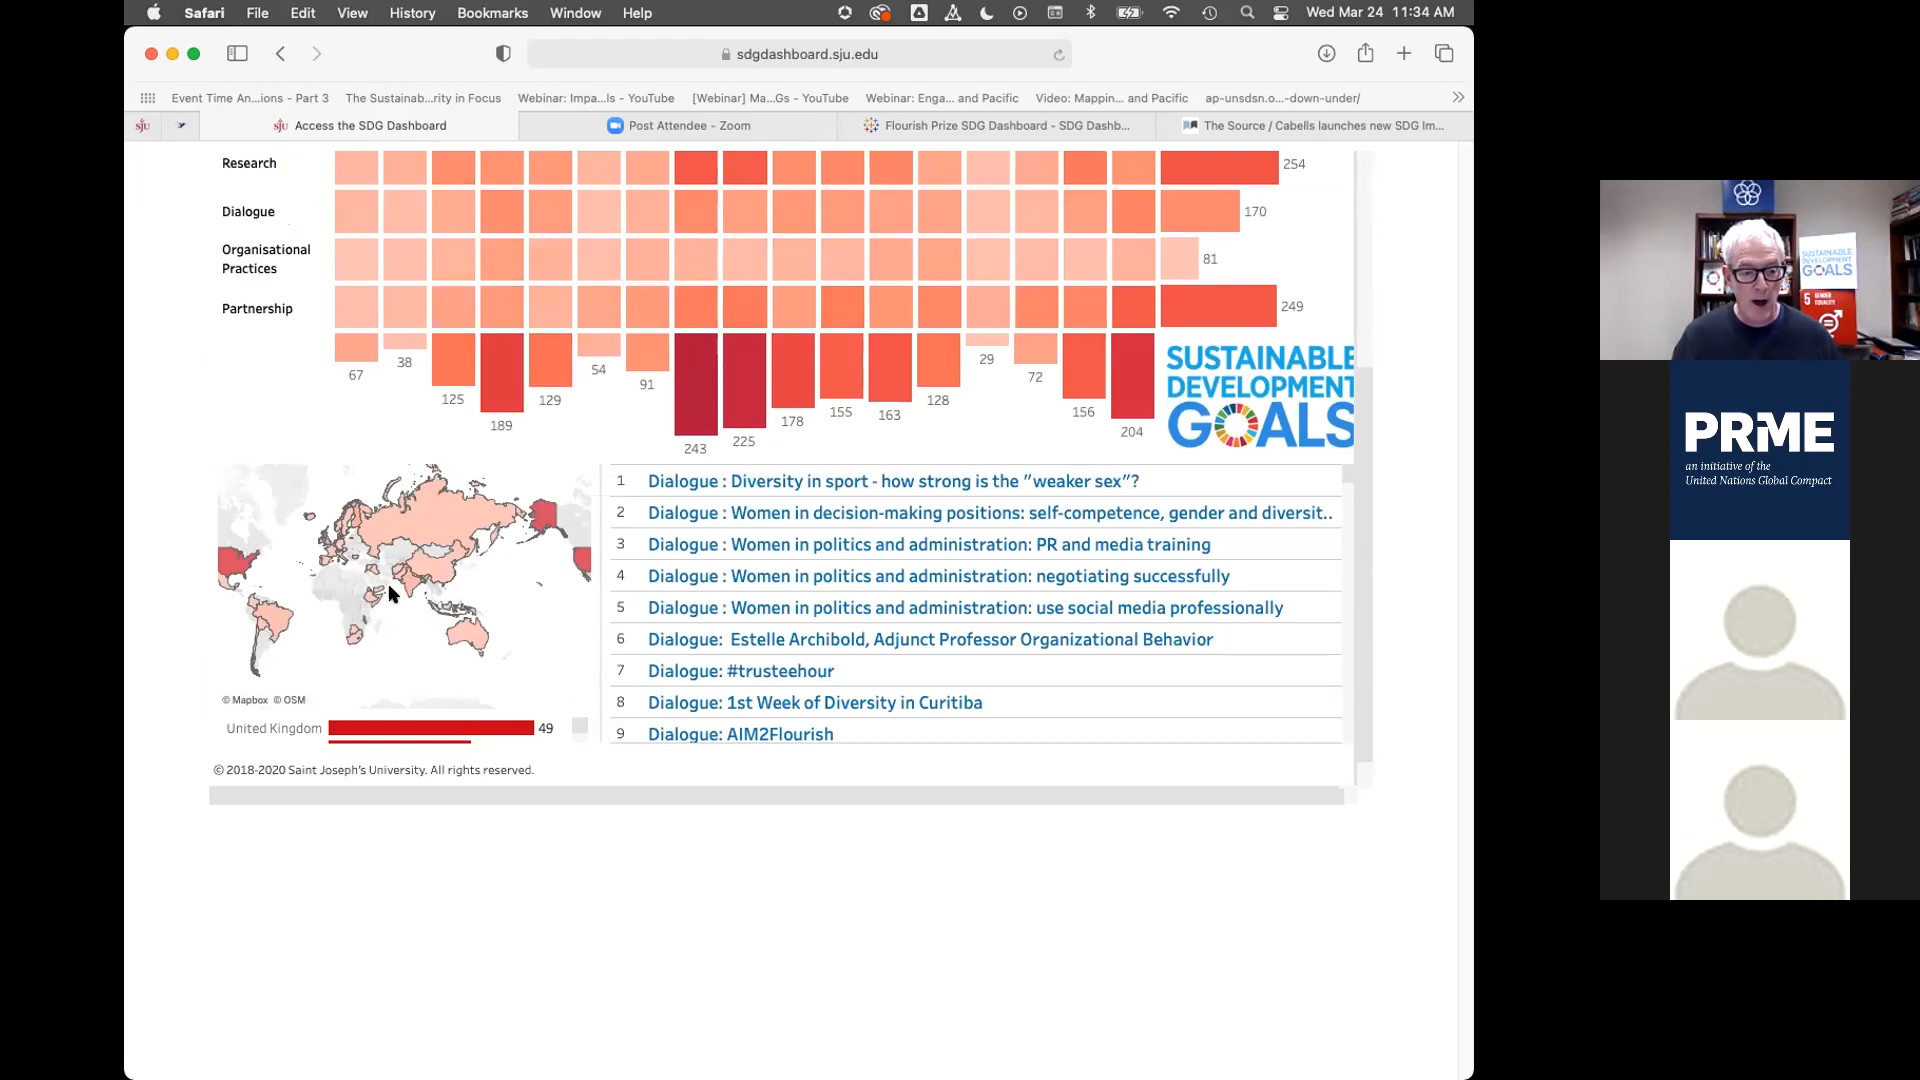 Safari File Edit View History Bookmarks Window Help Wed Mar 24 11:34 AM
sdgdashboard.sju.edu
Event Time An...ions - Part 3 The Sustainab...rity in Focus Webinar: Impa...ls - YouTube [Webinar] Ma...Gs - YouTube Webinar: Enga... and Pacific Video: Mappin... and Pacific ap-unsdsn.o...-down-under/
sju Access the SDG Dashboard Post Attendee - Zoom Flourish Prize SDG Dashboard - SDG Dashb... The Source / Cabells launches new SDG Im...
Research 254
Dialogue 170
Organisational
Practices 81
Partnership 249
67 38 125 189 129 54 91 243 225 178 155 163 128 29 72 156 204
SUSTAINABLE
DEVELOPMENT
GOALS
1 Dialogue : Diversity in sport - how strong is the "weaker sex"?
2 Dialogue : Women in decision-making positions: self-competence, gender and diversit..
3 Dialogue : Women in politics and administration: PR and media training
4 Dialogue : Women in politics and administration: negotiating successfully
5 Dialogue : Women in politics and administration: use social media professionally
6 Dialogue: Estelle Archibold, Adjunct Professor Organizational Behavior
7 Dialogue: #trusteehour
8 Dialogue: 1st Week of Diversity in Curitiba
9 Dialogue: AIM2Flourish
© Mapbox © OSM
United Kingdom 49
© 2018-2020 Saint Joseph's University. All rights reserved.
SUSTAINABLE
DEVELOPMENT
GOALS
5 GENDER
EQUALITY
PRME
an initiative of the
United Nations Global Compact